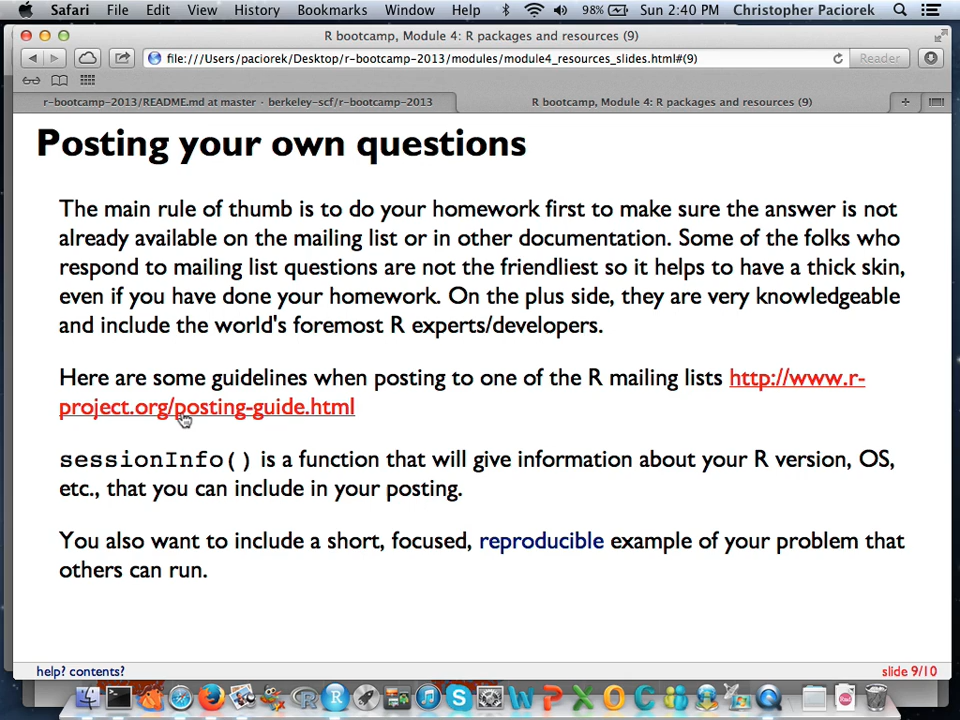 Safari File Edit View History Bookmarks Window Help 98% Sun 2:40 PM Christopher Paciorek
R bootcamp, Module 4: R packages and resources (9)
file:///Users/paciorek/Desktop/r-bootcamp-2013/modules/module4_resources_slides.html#(9) Reader
r-bootcamp-2013/README.md at master · berkeley-scf/r-bootcamp-2013 R bootcamp, Module 4: R packages and resources (9)
Posting your own questions
The main rule of thumb is to do your homework first to make sure the answer is not
already available on the mailing list or in other documentation. Some of the folks who
respond to mailing list questions are not the friendliest so it helps to have a thick skin,
even if you have done your homework. On the plus side, they are very knowledgeable
and include the world's foremost R experts/developers.
Here are some guidelines when posting to one of the R mailing lists http://www.r-
project.org/posting-guide.html
sessionInfo() is a function that will give information about your R version, OS,
etc., that you can include in your posting.
You also want to include a short, focused, reproducible example of your problem that
others can run.
help? contents? slide 9/10